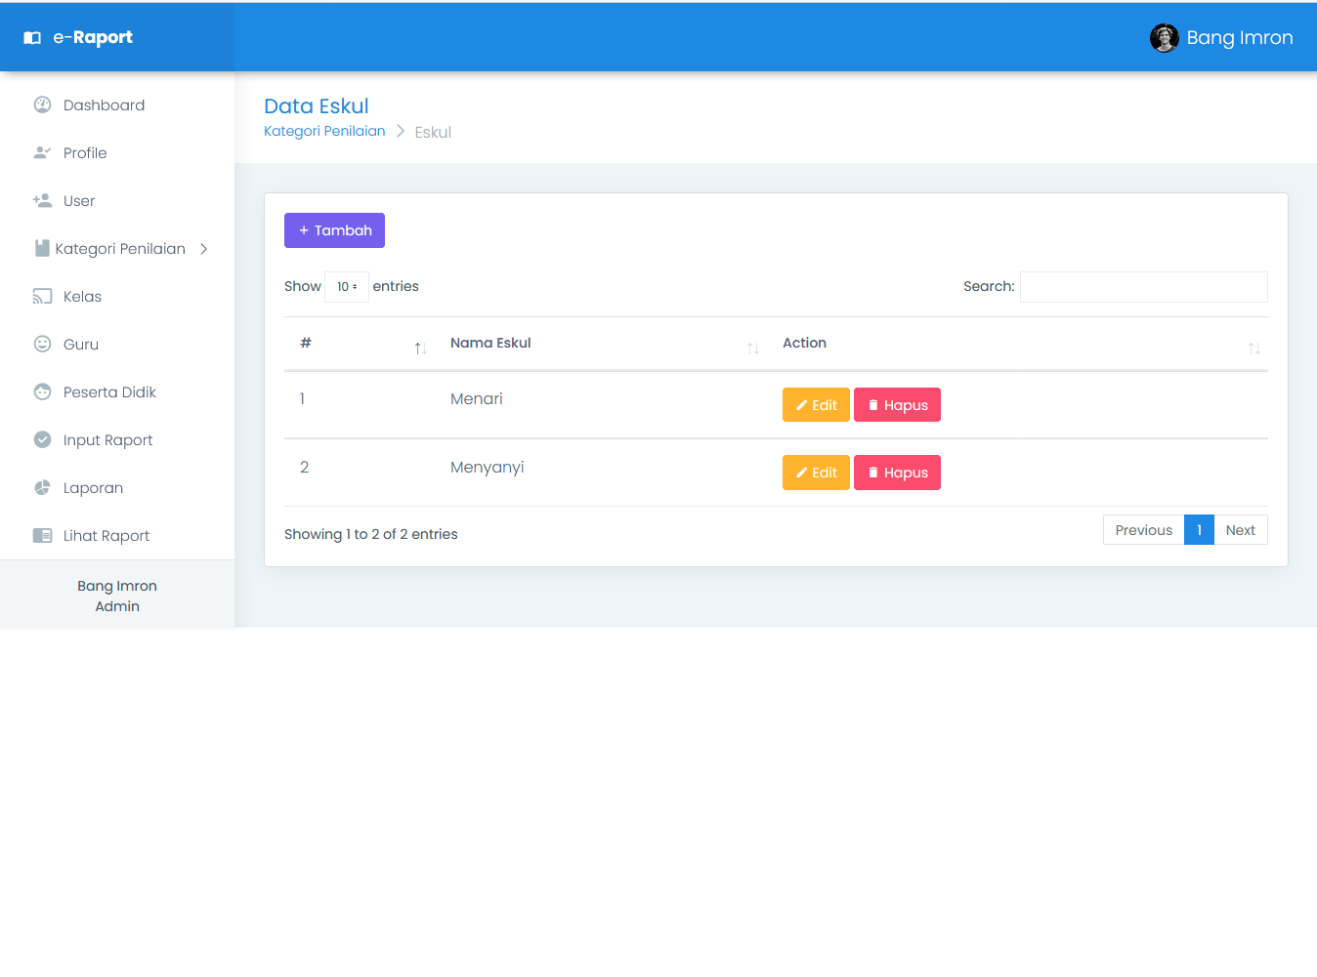 e-Raport
Bang Imron
Dashboard
Profile
User
Kategori Penilaian
Kelas
Guru
Peserta Didik
Input Raport
Laporan
Lihat Raport
Bang Imron
Admin
Data Eskul
Kategori Penilaian > Eskul
+ Tambah
Show 10 entries
Search:
# Nama Eskul Action
1 Menari Edit Hapus
2 Menyanyi Edit Hapus
Showing 1 to 2 of 2 entries
Previous 1 Next